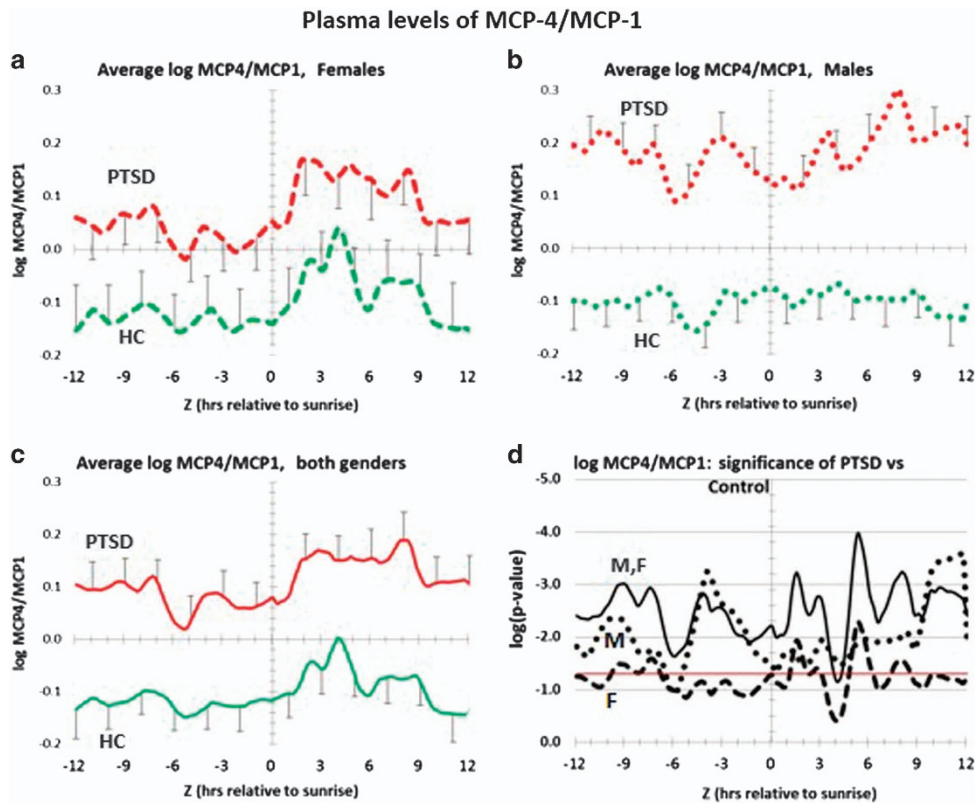 Plasma levels of MCP-4/MCP-1
a
Average log MCP4/MCP1, Females
log MCP4/MCP1
0.3
0.2
0.1
0.0
0.1
0.2
PTSD
HC
-12 -9 -6 -3 0 3 6 9 12
Z (hrs relative to sunrise)
b
Average log MCP4/MCP1, Males
log MCP4/MCP1
0.3
0.2
0.1
0.0
-0.1
-0.2
PTSD
HC
-12 -9 -6 -3 0 3 6 9 12
Z (hrs relative to sunrise)
c
Average log MCP4/MCP1, both genders
log MCP4/MCP1
0.3
0.2
0.1
0.0
-0.1
-0.2
PTSD
HC
-12 -9 -6 -3 0 3 6 9 12
Z (hrs relative to sunrise)
d
log MCP4/MCP1: significance of PTSD vs
Control
log(p-value)
-5.0
-4.0
-3.0
-2.0
-1.0
0.0
M,F
M
F
-12 -9 -6 -3 0 3 6 9 12
Z (hrs relative to sunrise)